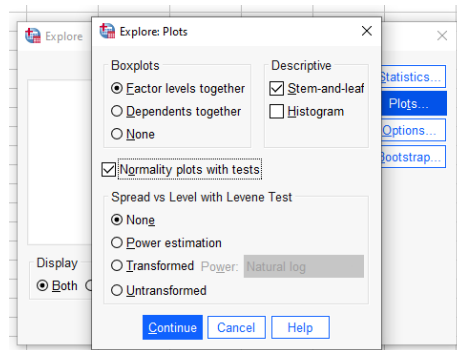 Explore
Explore: Plots
Boxplots
Factor levels together
Dependents together
None
Descriptive
Stem-and-leaf
Histogram
Normality plots with tests
Spread vs Level with Levene Test
None
Power estimation
Transformed Power: Natural log
Untransformed
Continue Cancel Help
Statistics...
Plots...
Options...
Bootstrap...
Display
Both